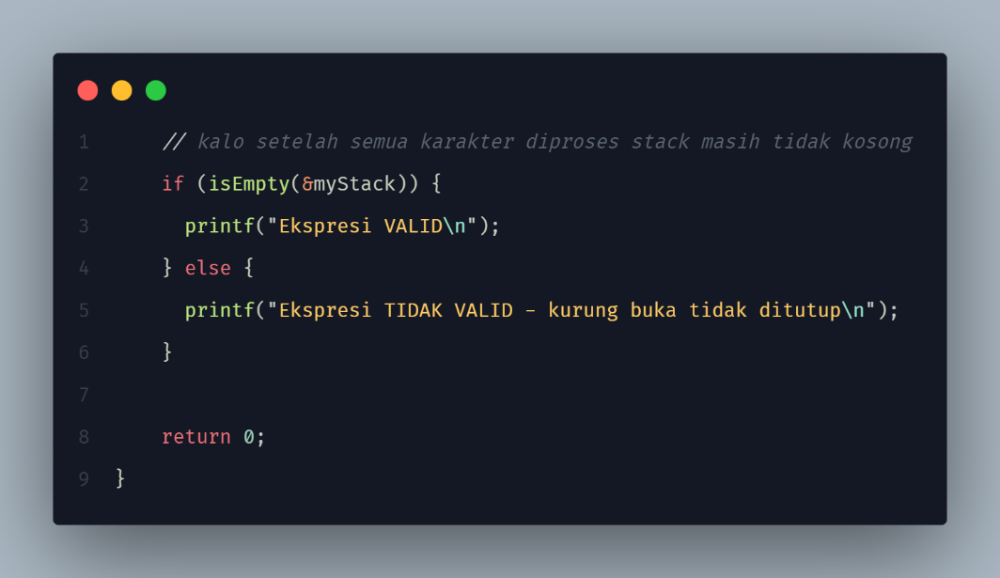 1 // kalo setelah semua karakter diproses stack masih tidak kosong
2 if (isEmpty(&myStack)) {
3 printf("Ekspresi VALID\n");
4 } else {
5 printf("Ekspresi TIDAK VALID - kurung buka tidak ditutup\n");
6 }
7
8 return 0;
9 }